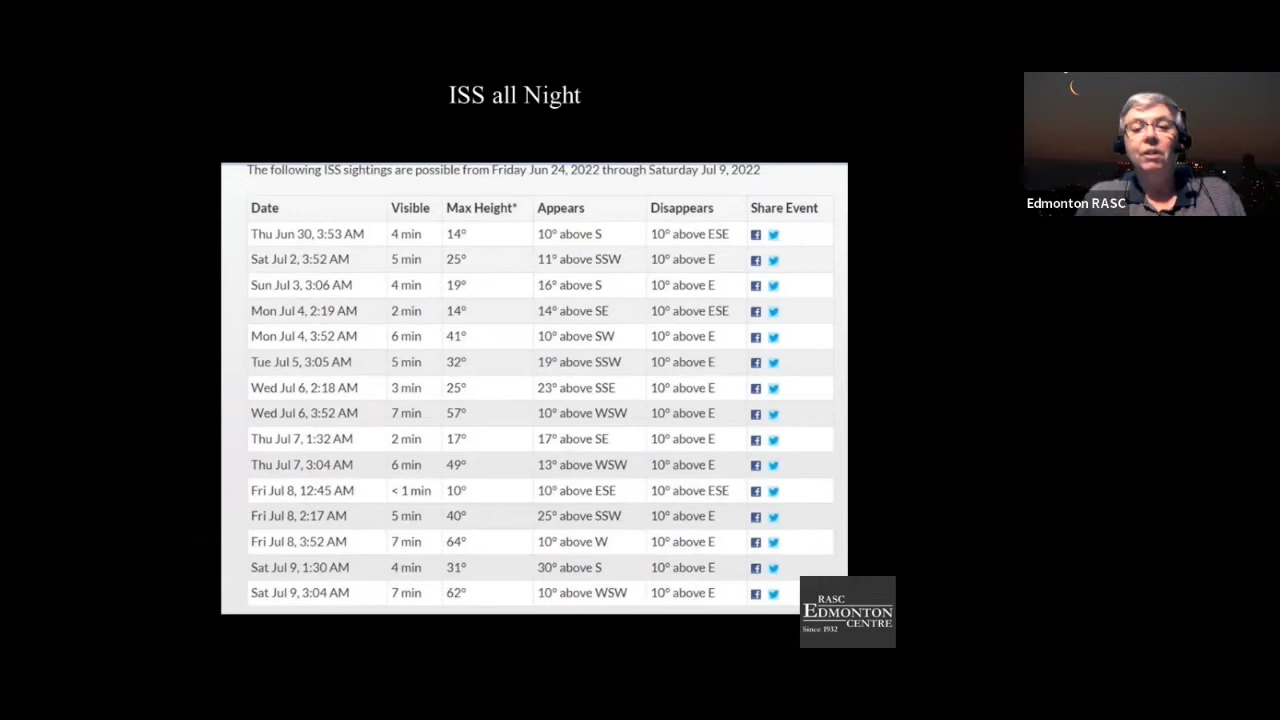 ISS all Night
The following ISS sightings are possible from Friday Jun 24, 2022 through Saturday Jul 9, 2022
Date Visible Max Height* Appears Disappears Share Event
Thu Jun 30, 3:53 AM 4 min 14° 10° above S 10° above ESE
Sat Jul 2, 3:52 AM 5 min 25° 11° above SSW 10° above E
Sun Jul 3, 3:06 AM 4 min 19° 16° above S 10° above E
Mon Jul 4, 2:19 AM 2 min 14° 14° above SE 10° above ESE
Mon Jul 4, 3:52 AM 6 min 41° 10° above SW 10° above E
Tue Jul 5, 3:05 AM 5 min 32° 19° above SSW 10° above E
Wed Jul 6, 2:18 AM 3 min 25° 23° above SSE 10° above E
Wed Jul 6, 3:52 AM 7 min 57° 10° above WSW 10° above E
Thu Jul 7, 1:32 AM 2 min 17° 17° above SE 10° above E
Thu Jul 7, 3:04 AM 6 min 49° 13° above WSW 10° above E
Fri Jul 8, 12:45 AM < 1 min 10° 10° above ESE 10° above ESE
Fri Jul 8, 2:17 AM 5 min 40° 25° above SSW 10° above E
Fri Jul 8, 3:52 AM 7 min 64° 10° above W 10° above E
Sat Jul 9, 1:30 AM 4 min 31° 30° above S 10° above E
Sat Jul 9, 3:04 AM 7 min 62° 10° above WSW 10° above E
Edmonton RASC
RASC
EDMONTON
CENTRE
Since 1932